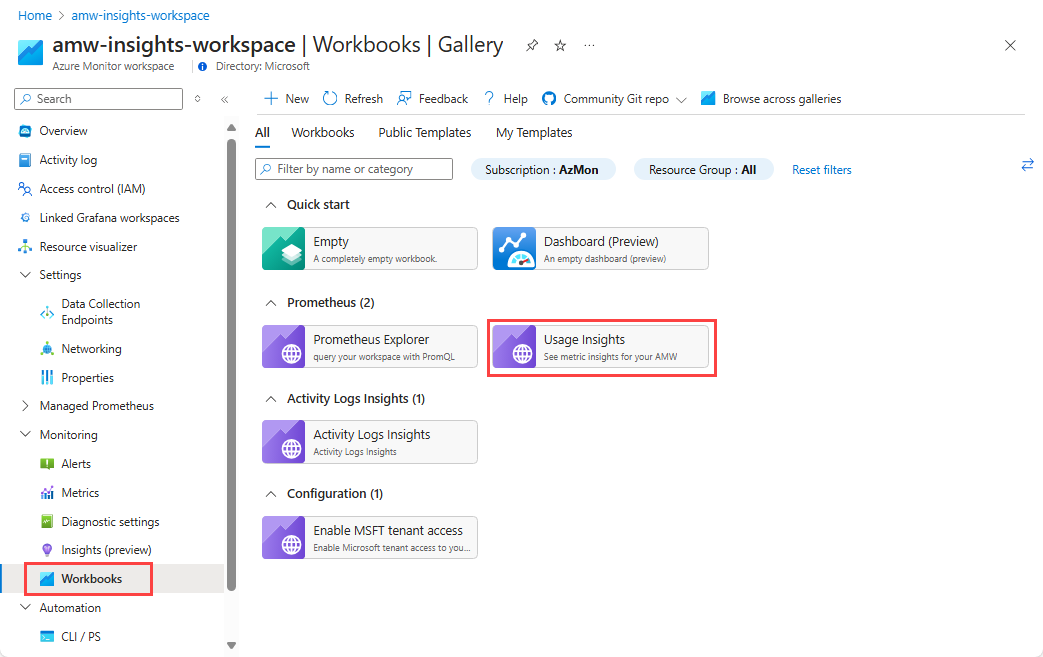 Home > amw-insights-workspace
amw-insights-workspace | Workbooks | Gallery
Azure Monitor workspace
Directory: Microsoft
Search
New
Refresh
Feedback
Help
Community Git repo
Browse across galleries
Overview
Activity log
Access control (IAM)
Linked Grafana workspaces
Resource visualizer
Settings
Data Collection
Endpoints
Networking
Properties
Managed Prometheus
Monitoring
Alerts
Metrics
Diagnostic settings
Insights (preview)
Workbooks
Automation
CLI / PS
All
Workbooks
Public Templates
My Templates
Filter by name or category
Subscription : AzMon
Resource Group : All
Reset filters
Quick start
Empty
A completely empty workbook.
Dashboard (Preview)
An empty dashboard (preview)
Prometheus (2)
Prometheus Explorer
query your workspace with PromQL
Usage Insights
See metric insights for your AMW
Activity Logs Insights (1)
Activity Logs Insights
Activity Logs Insights
Configuration (1)
Enable MSFT tenant access
Enable Microsoft tenant access to you...